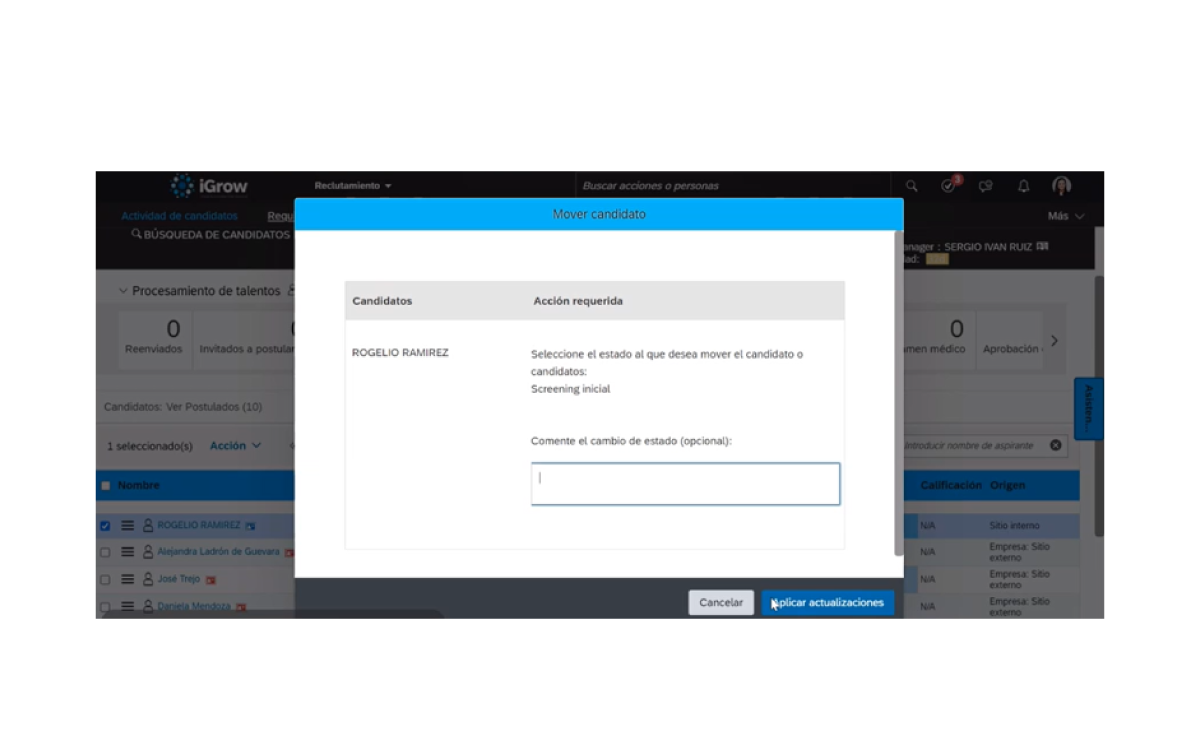 iGrow
Reclutamiento
Buscar acciones o personas
3
Actividad de candidatos
Requi
Más
BÚSQUEDA DE CANDIDATOS
anager : SERGIO IVAN RUIZ
dad:
Mover candidato
Procesamiento de talentos
0
Reenviados
Invitados a postular
0
men médico
Aprobación
Candidatos
Acción requerida
ROGELIO RAMIREZ
Seleccione el estado al que desea mover el candidato o
candidatos:
Screening inicial
Comente el cambio de estado (opcional):
Candidatos: Ver Postulados (10)
1 seleccionado(s)
Acción
Introducir nombre de aspirante
Asisten...
Nombre
Calificación
Origen
ROGELIO RAMIREZ
N/A
Sitio interno
Alejandra Ladrón de Guevara
N/A
Empresa: Sitio
externo
José Trejo
N/A
Empresa: Sitio
externo
Daniela Mendoza
N/A
Empresa: Sitio
externo
Cancelar
Aplicar actualizaciones